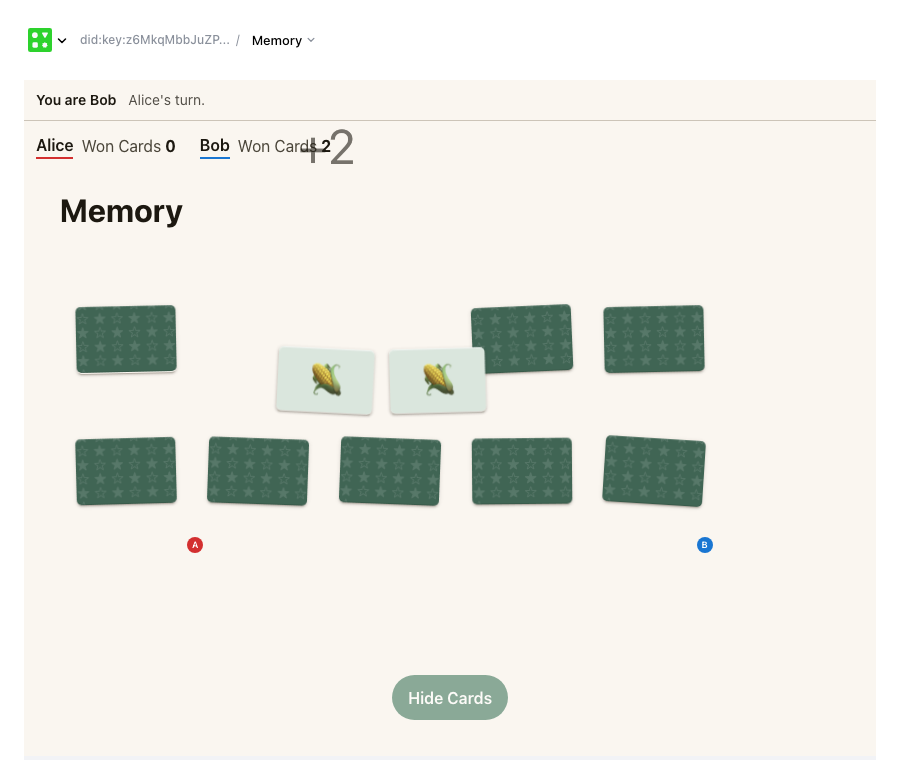 did:key:z6MkqMbbJuZP... / Memory
You are Bob Alice's turn.
Alice Won Cards 0 Bob Won Cards 2 +2
Memory
A
B
Hide Cards